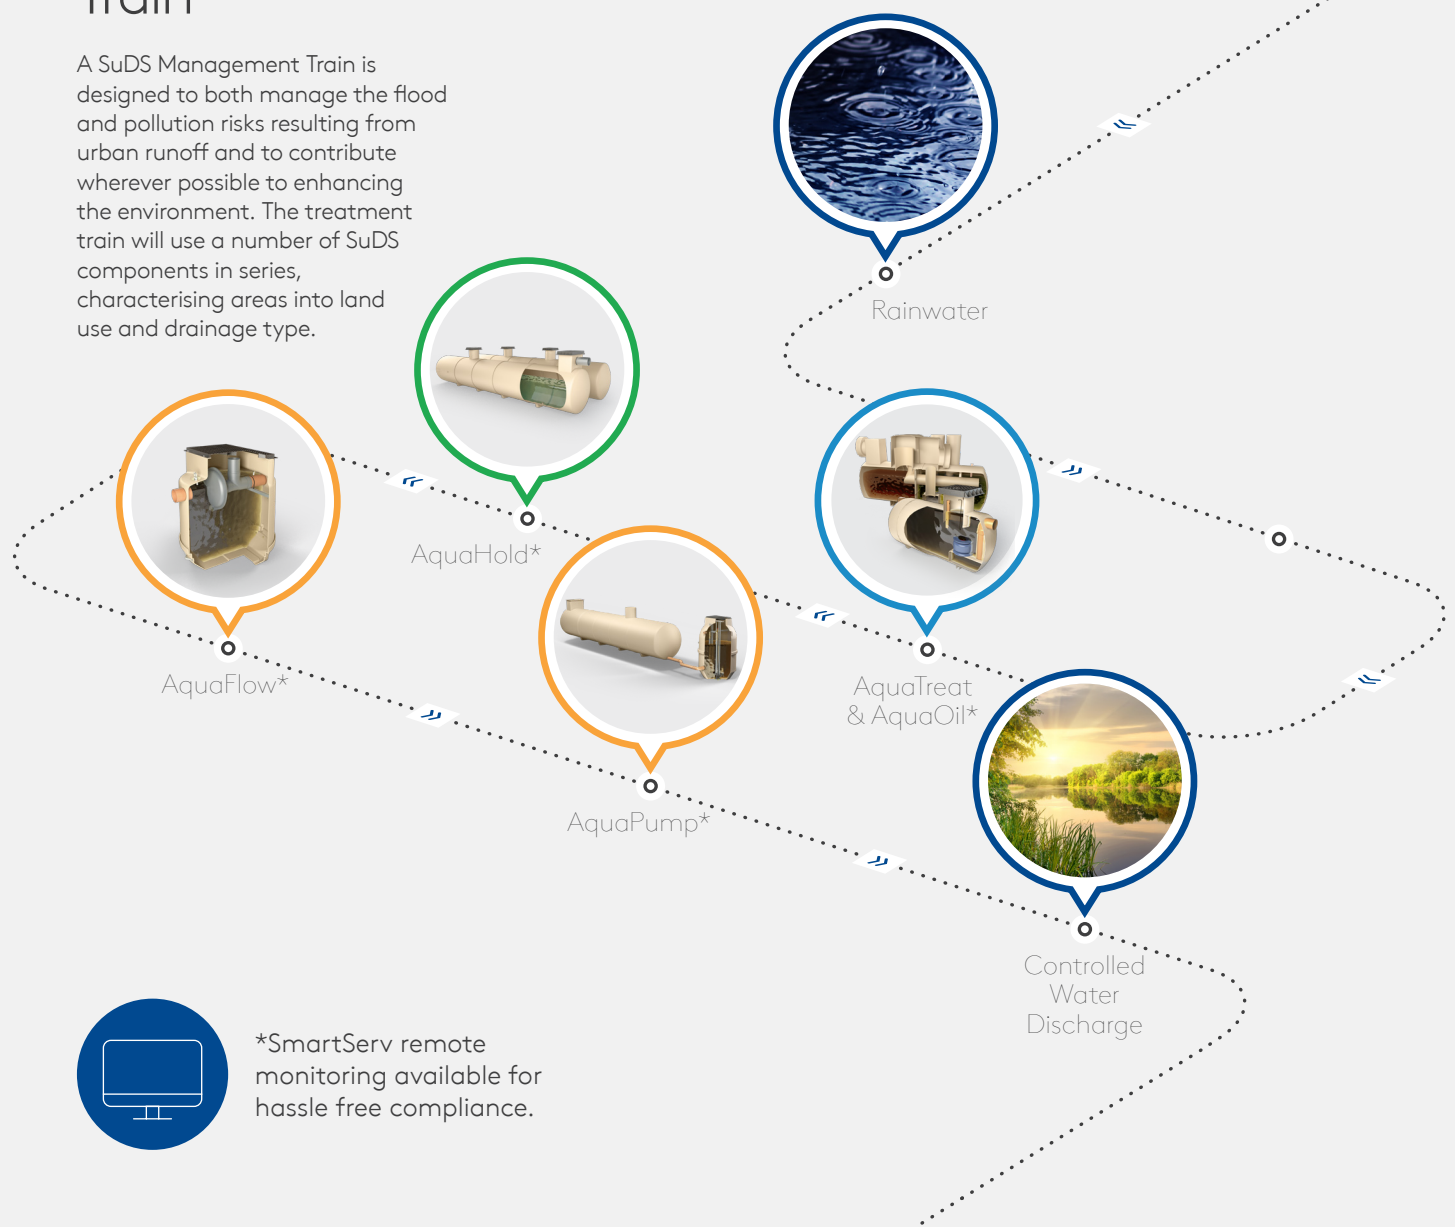 Train
A SuDS Management Train is
designed to both manage the flood
and pollution risks resulting from
urban runoff and to contribute
wherever possible to enhancing
the environment. The treatment
train will use a number of SuDS
components in series,
characterising areas into land
use and drainage type.
Rainwater
AquaHold*
AquaFlow*
AquaTreat
& AquaOil*
AquaPump*
Controlled
Water
Discharge
*SmartServ remote
monitoring available for
hassle free compliance.